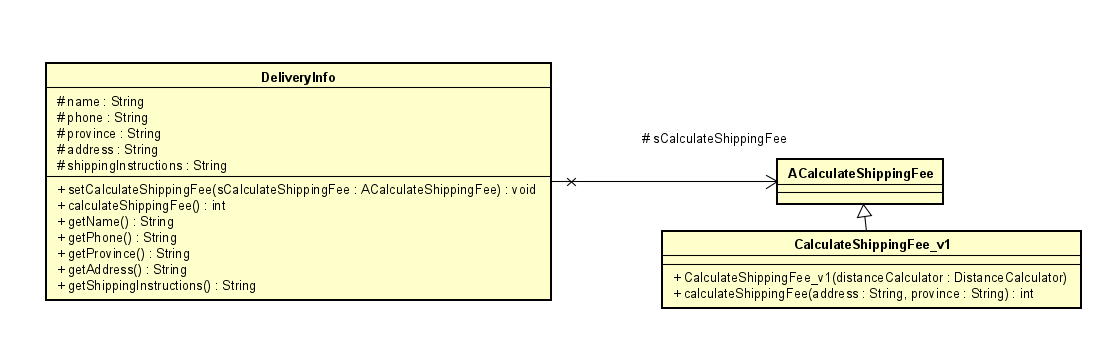 DeliveryInfo
# name : String
# phone : String
# province : String
# address : String
# shippingInstructions : String
+ setCalculateShippingFee(sCalculateShippingFee : ACalculateShippingFee) : void
+ calculateShippingFee() : int
+ getName() : String
+ getPhone() : String
+ getProvince() : String
+ getAddress() : String
+ getShippingInstructions() : String
# sCalculateShippingFee
ACalculateShippingFee
CalculateShippingFee_v1
+ CalculateShippingFee_v1(distanceCalculator : DistanceCalculator)
+ calculateShippingFee(address : String, province : String) : int